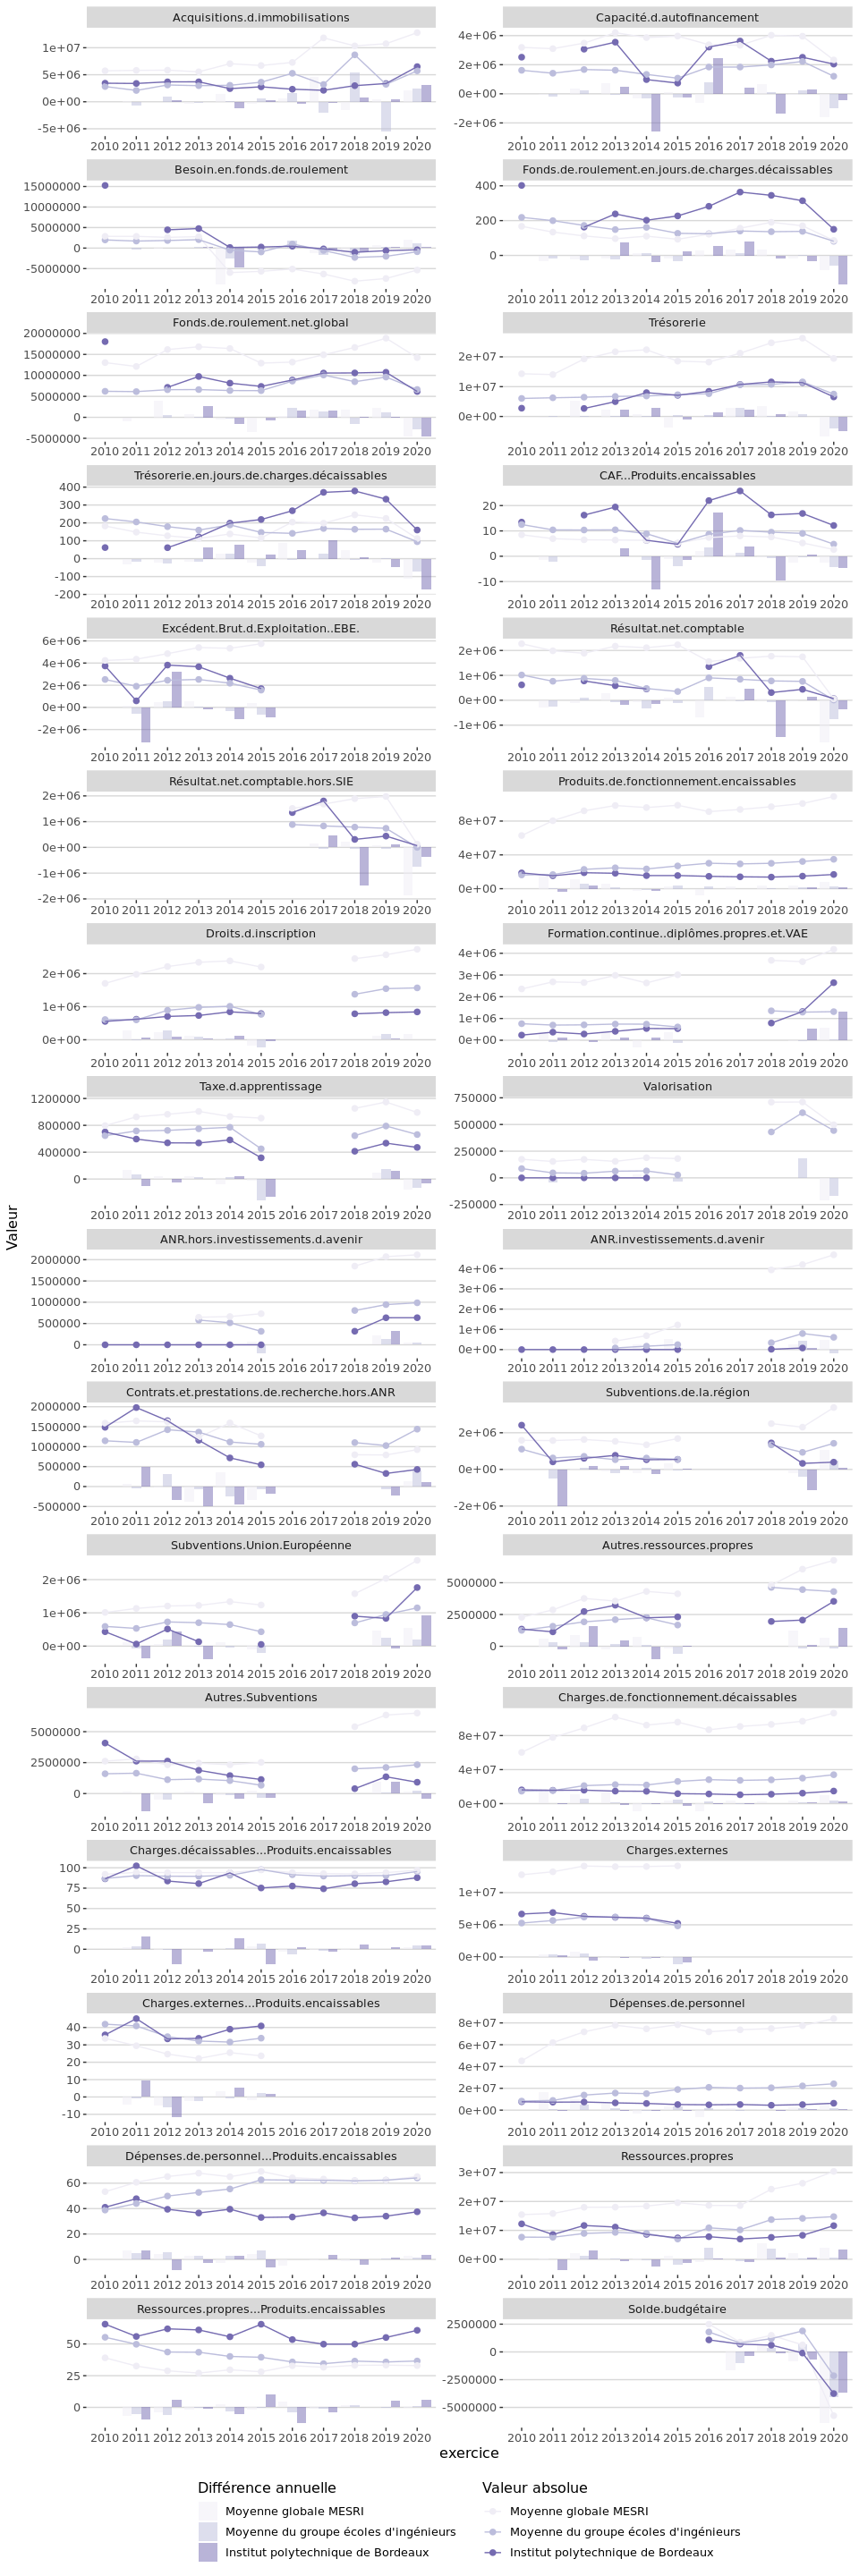 Acquisitions.d.immobilisations
1e+07
5e+06
0e+00
-5e+06
2010 2011 2012 2013 2014 2015 2016 2017 2018 2019 2020
Capacité.d.autofinancement
4e+06
2e+06
0e+00
-2e+06
2010 2011 2012 2013 2014 2015 2016 2017 2018 2019 2020
Besoin.en.fonds.de.roulement
15000000
10000000
5000000
0
-5000000
2010 2011 2012 2013 2014 2015 2016 2017 2018 2019 2020
Fonds.de.roulement.en.jours.de.charges.décaissables
400
200
0
2010 2011 2012 2013 2014 2015 2016 2017 2018 2019 2020
Fonds.de.roulement.net.global
20000000
15000000
10000000
5000000
0
-5000000
2010 2011 2012 2013 2014 2015 2016 2017 2018 2019 2020
Trésorerie
2e+07
1e+07
0e+00
2010 2011 2012 2013 2014 2015 2016 2017 2018 2019 2020
Trésorerie.en.jours.de.charges.décaissables
400
300
200
100
0
-100
-200
2010 2011 2012 2013 2014 2015 2016 2017 2018 2019 2020
CAF...Produits.encaissables
20
10
0
-10
2010 2011 2012 2013 2014 2015 2016 2017 2018 2019 2020
Excédent.Brut.d.Exploitation..EBE.
6e+06
4e+06
2e+06
0e+00
-2e+06
2010 2011 2012 2013 2014 2015 2016 2017 2018 2019 2020
Résultat.net.comptable
2e+06
1e+06
0e+00
-1e+06
2010 2011 2012 2013 2014 2015 2016 2017 2018 2019 2020
Résultat.net.comptable.hors.SIE
2e+06
1e+06
0e+00
-1e+06
-2e+06
2010 2011 2012 2013 2014 2015 2016 2017 2018 2019 2020
Produits.de.fonctionnement.encaissables
8e+07
4e+07
0e+00
2010 2011 2012 2013 2014 2015 2016 2017 2018 2019 2020
Droits.d.inscription
2e+06
1e+06
0e+00
2010 2011 2012 2013 2014 2015 2016 2017 2018 2019 2020
Formation.continue..diplômes.propres.et.VAE
4e+06
3e+06
2e+06
1e+06
0e+00
2010 2011 2012 2013 2014 2015 2016 2017 2018 2019 2020
Taxe.d.apprentissage
1200000
800000
400000
0
2010 2011 2012 2013 2014 2015 2016 2017 2018 2019 2020
Valorisation
750000
500000
250000
0
-250000
2010 2011 2012 2013 2014 2015 2016 2017 2018 2019 2020
Valeur
ANR.hors.investissements.d.avenir
2000000
1500000
1000000
500000
0
2010 2011 2012 2013 2014 2015 2016 2017 2018 2019 2020
ANR.investissements.d.avenir
4e+06
3e+06
2e+06
1e+06
0e+00
2010 2011 2012 2013 2014 2015 2016 2017 2018 2019 2020
Contrats.et.prestations.de.recherche.hors.ANR
2000000
1500000
1000000
500000
0
-500000
2010 2011 2012 2013 2014 2015 2016 2017 2018 2019 2020
Subventions.de.la.région
2e+06
0e+00
-2e+06
2010 2011 2012 2013 2014 2015 2016 2017 2018 2019 2020
Subventions.Union.Européenne
2e+06
1e+06
0e+00
2010 2011 2012 2013 2014 2015 2016 2017 2018 2019 2020
Autres.ressources.propres
5000000
2500000
0
2010 2011 2012 2013 2014 2015 2016 2017 2018 2019 2020
Autres.Subventions
5000000
2500000
0
2010 2011 2012 2013 2014 2015 2016 2017 2018 2019 2020
Charges.de.fonctionnement.décaissables
8e+07
4e+07
0e+00
2010 2011 2012 2013 2014 2015 2016 2017 2018 2019 2020
Charges.décaissables...Produits.encaissables
100
75
50
25
0
2010 2011 2012 2013 2014 2015 2016 2017 2018 2019 2020
Charges.externes
1e+07
5e+06
0e+00
2010 2011 2012 2013 2014 2015 2016 2017 2018 2019 2020
Charges.externes...Produits.encaissables
40
30
20
10
0
-10
2010 2011 2012 2013 2014 2015 2016 2017 2018 2019 2020
Dépenses.de.personnel
8e+07
6e+07
4e+07
2e+07
0e+00
2010 2011 2012 2013 2014 2015 2016 2017 2018 2019 2020
Dépenses.de.personnel...Produits.encaissables
60
40
20
0
2010 2011 2012 2013 2014 2015 2016 2017 2018 2019 2020
Ressources.propres
3e+07
2e+07
1e+07
0e+00
2010 2011 2012 2013 2014 2015 2016 2017 2018 2019 2020
Ressources.propres...Produits.encaissables
50
25
0
2010 2011 2012 2013 2014 2015 2016 2017 2018 2019 2020
Solde.budgétaire
2500000
0
-2500000
-5000000
2010 2011 2012 2013 2014 2015 2016 2017 2018 2019 2020
exercice
Différence annuelle
Moyenne globale MESRI
Moyenne du groupe écoles d'ingénieurs
Institut polytechnique de Bordeaux
Valeur absolue
Moyenne globale MESRI
Moyenne du groupe écoles d'ingénieurs
Institut polytechnique de Bordeaux